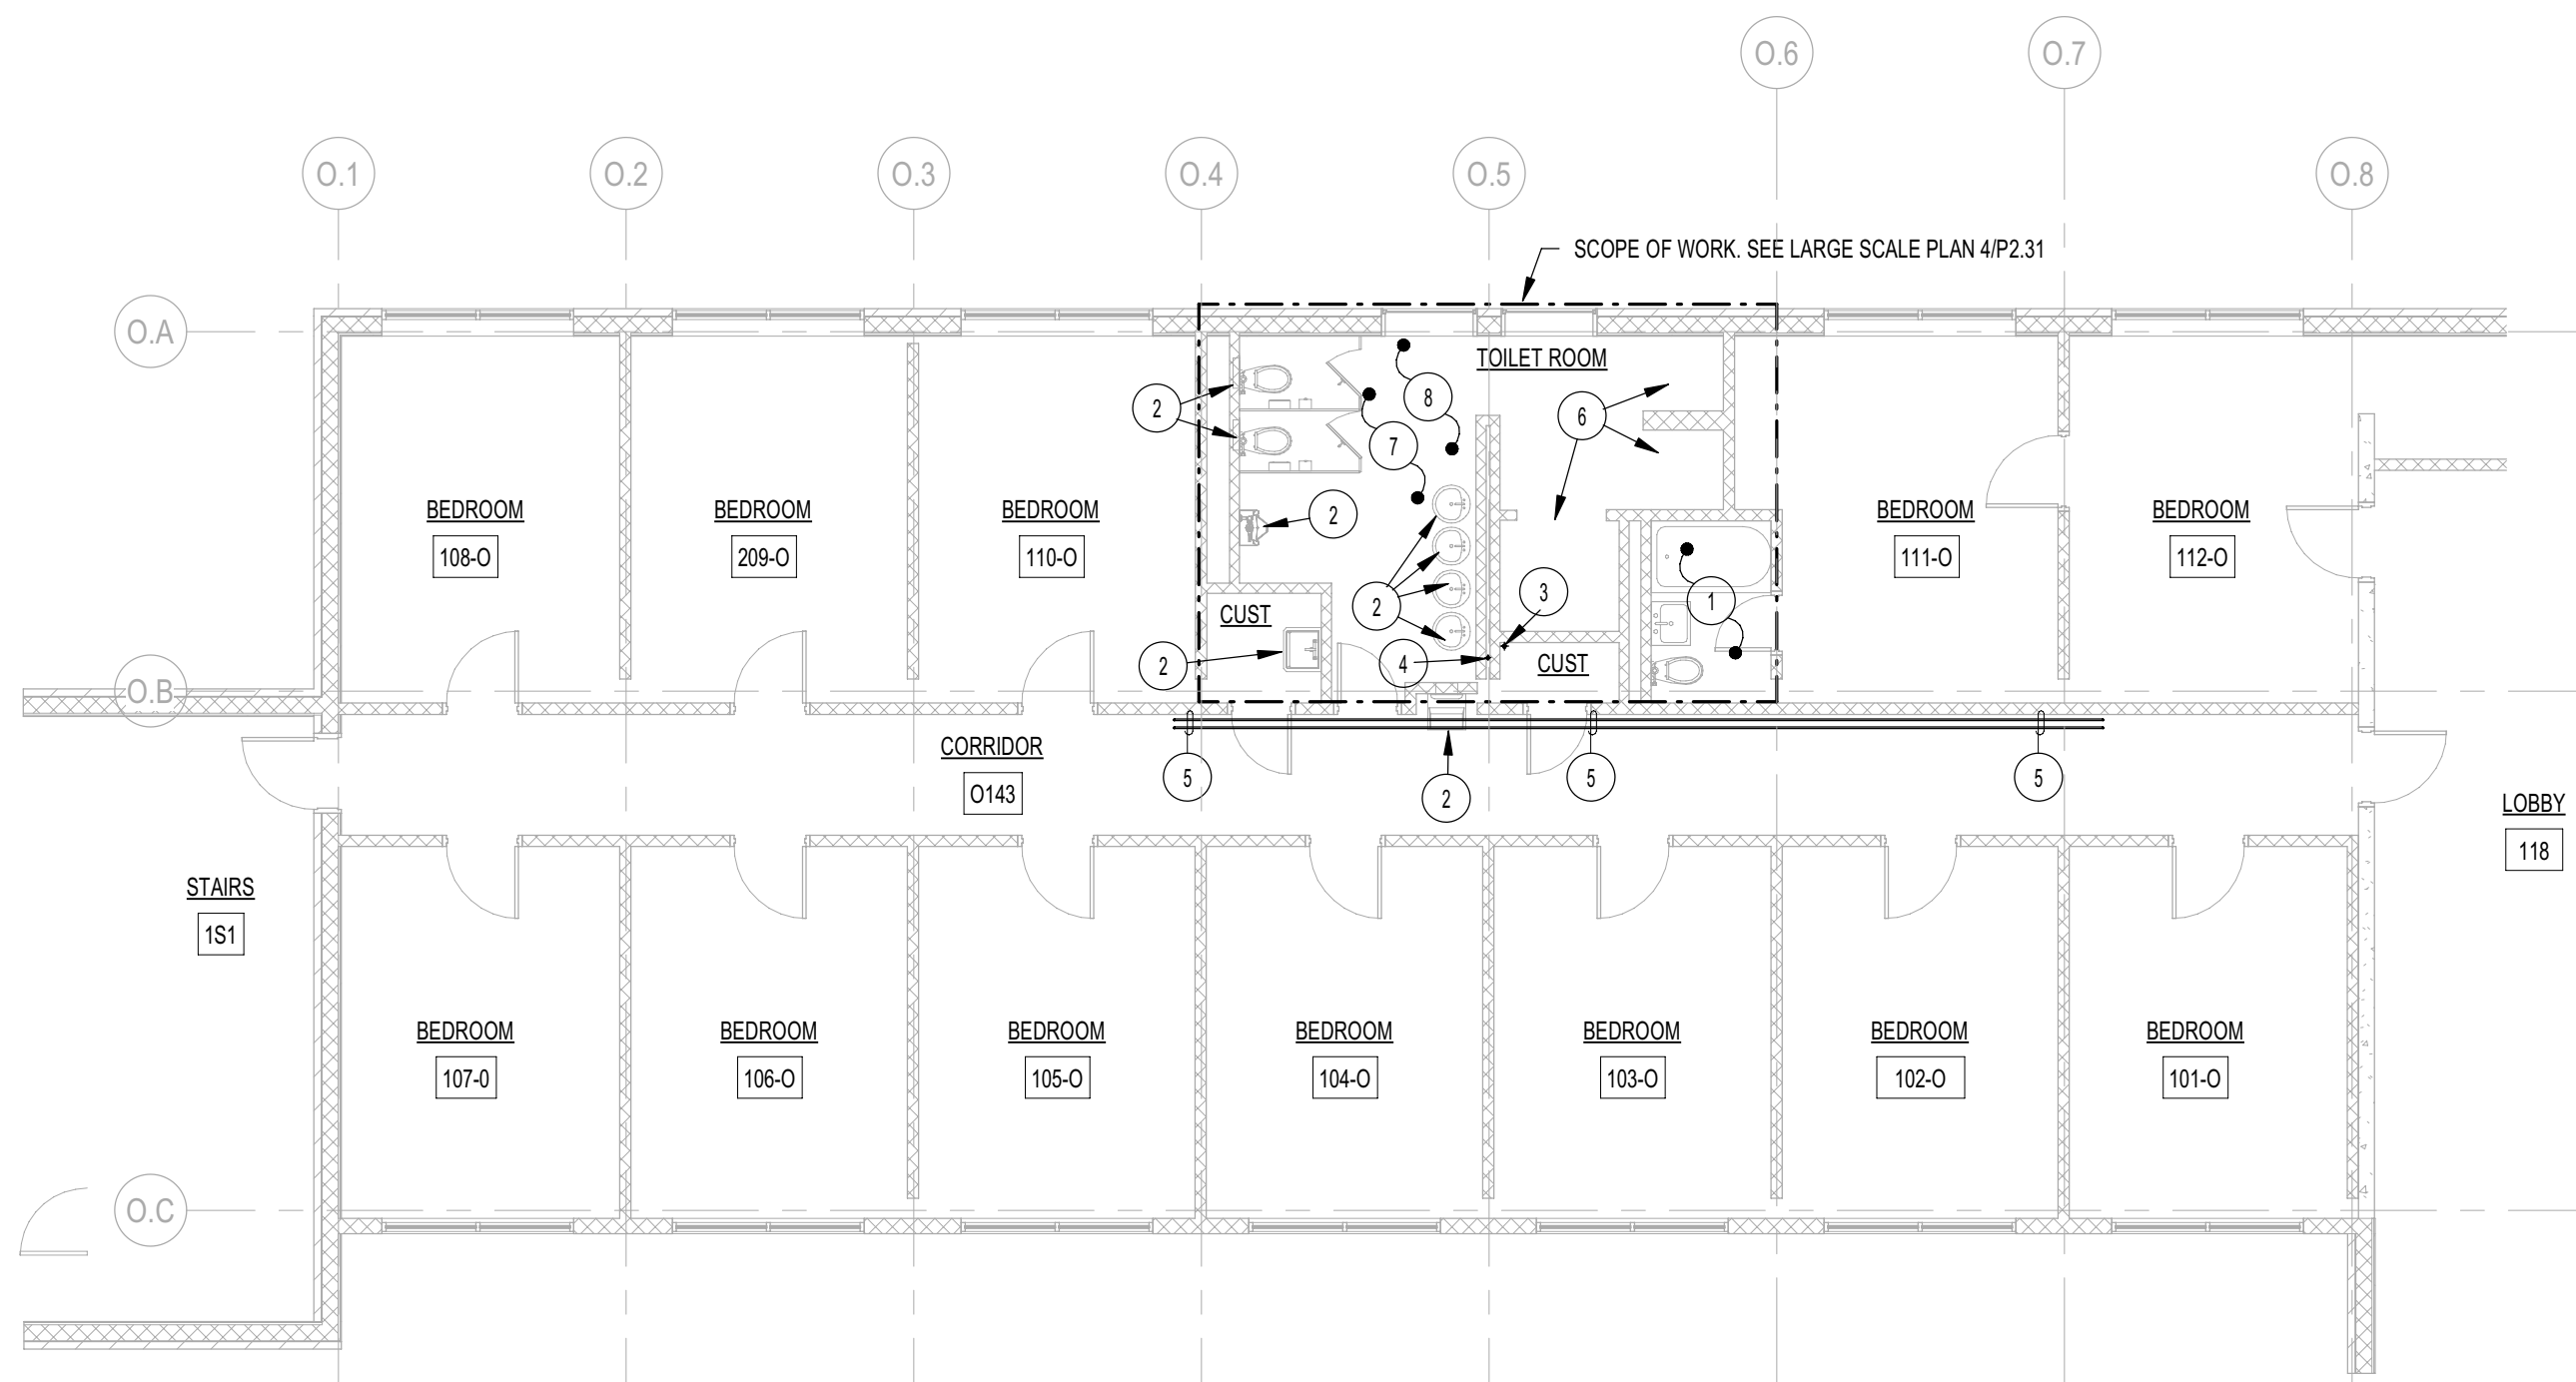 O.6
O.7
O.1
O.2
O.3
O.4
O.5
O.8
SCOPE OF WORK. SEE LARGE SCALE PLAN 4/P2.31
O.A
TOILET ROOM
2
8
6
7
BEDROOM
108-O
BEDROOM
209-O
BEDROOM
110-O
2
BEDROOM
111-O
BEDROOM
112-O
3
1
2
CUST
2
4
CUST
O.B
CORRIDOR
O143
5
2
5
5
LOBBY
118
STAIRS
1S1
BEDROOM
107-0
BEDROOM
106-O
BEDROOM
105-O
BEDROOM
104-O
BEDROOM
103-O
BEDROOM
102-O
BEDROOM
101-O
O.C